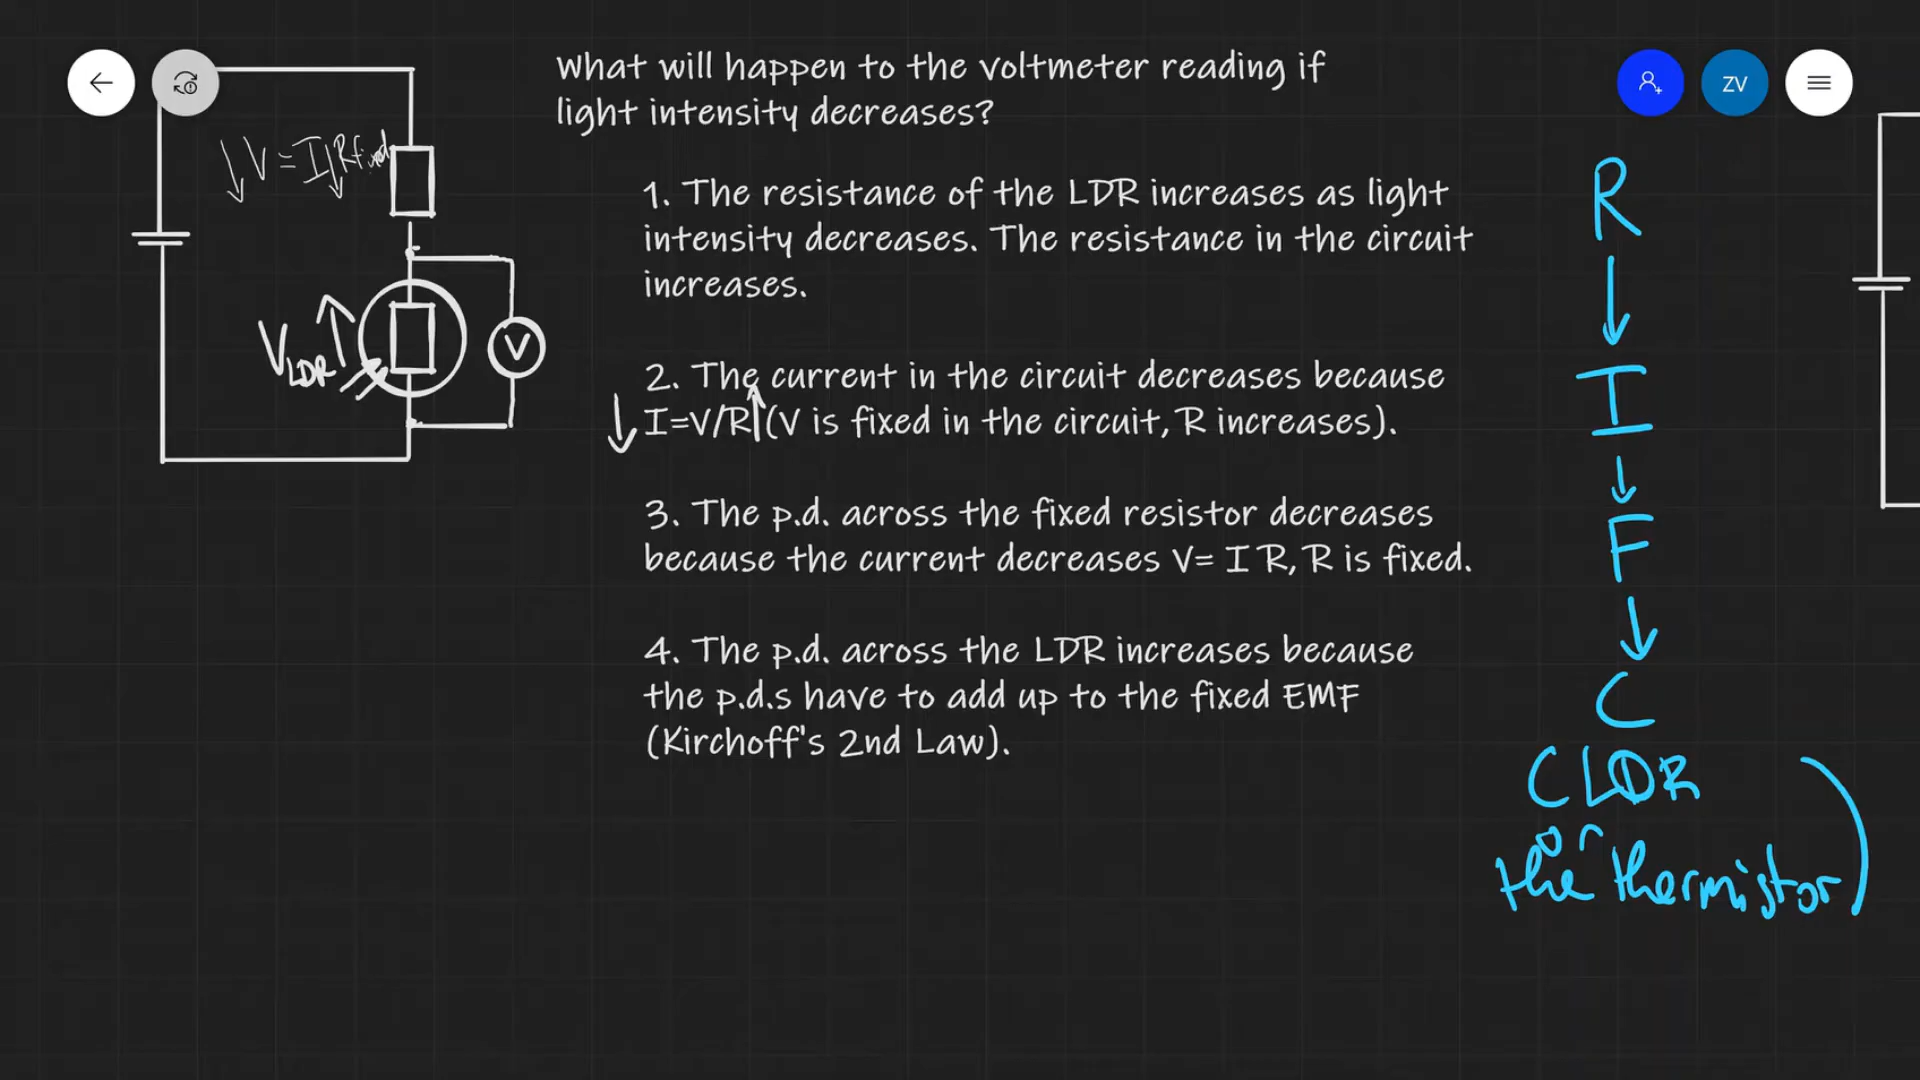 What will happen to the voltmeter reading if
light intensity decreases?
ZV
↓V = I↓Rfixed
1. The resistance of the LDR increases as light
intensity decreases. The resistance in the circuit
increases.
VLDR ↑
V
2. The current in the circuit decreases because
↓ I=V/R↑(V is fixed in the circuit, R increases).
3. The p.d. across the fixed resistor decreases
because the current decreases V= I R, R is fixed.
4. The p.d. across the LDR increases because
the p.d.s have to add up to the fixed EMF
(Kirchoff's 2nd Law).
R
↓
I
↓
F
↓
C
(LDR
or
the thermistor)